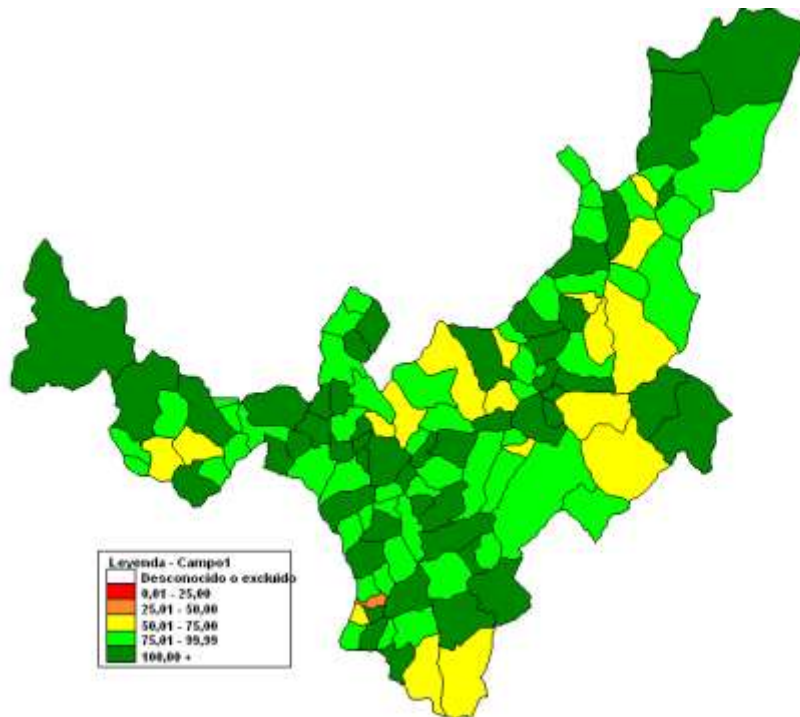 Leyenda - Campo1
Desconocido o excluido
0,01 - 25,00
25,01 - 50,00
50,01 - 75,00
75,01 - 99,99
100,00 +